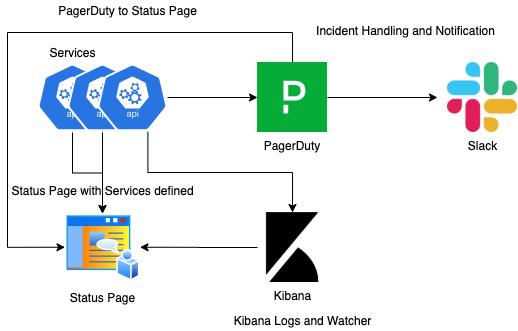 PagerDuty to Status Page
Incident Handling and Notification
Services
api
api
api
P
PagerDuty
Slack
Status Page with Services defined
Status Page
Kibana
Kibana Logs and Watcher